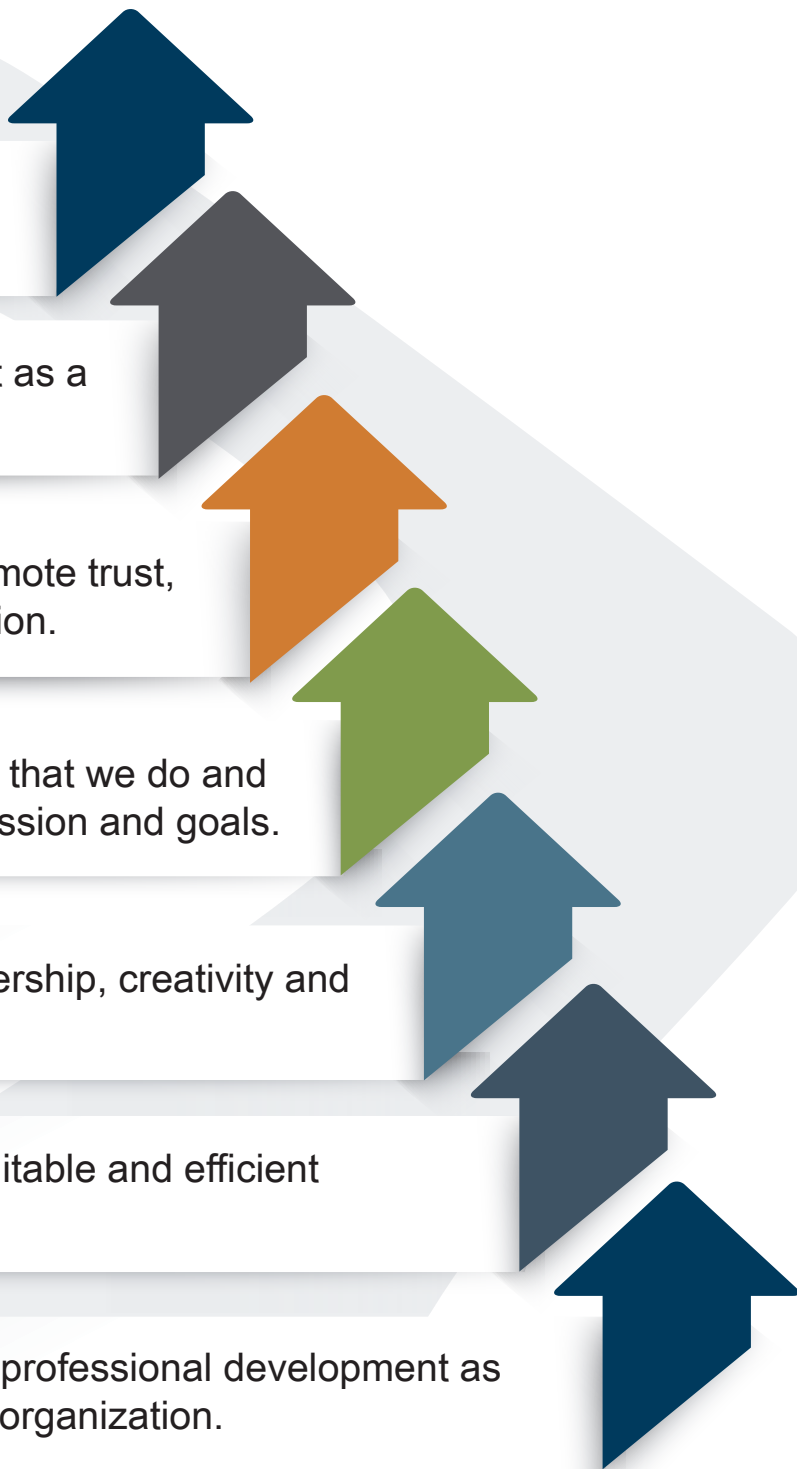 as a
mote trust,
ion.
that we do and
ssion and goals.
ership, creativity and
itable and efficient
professional development as
organization.